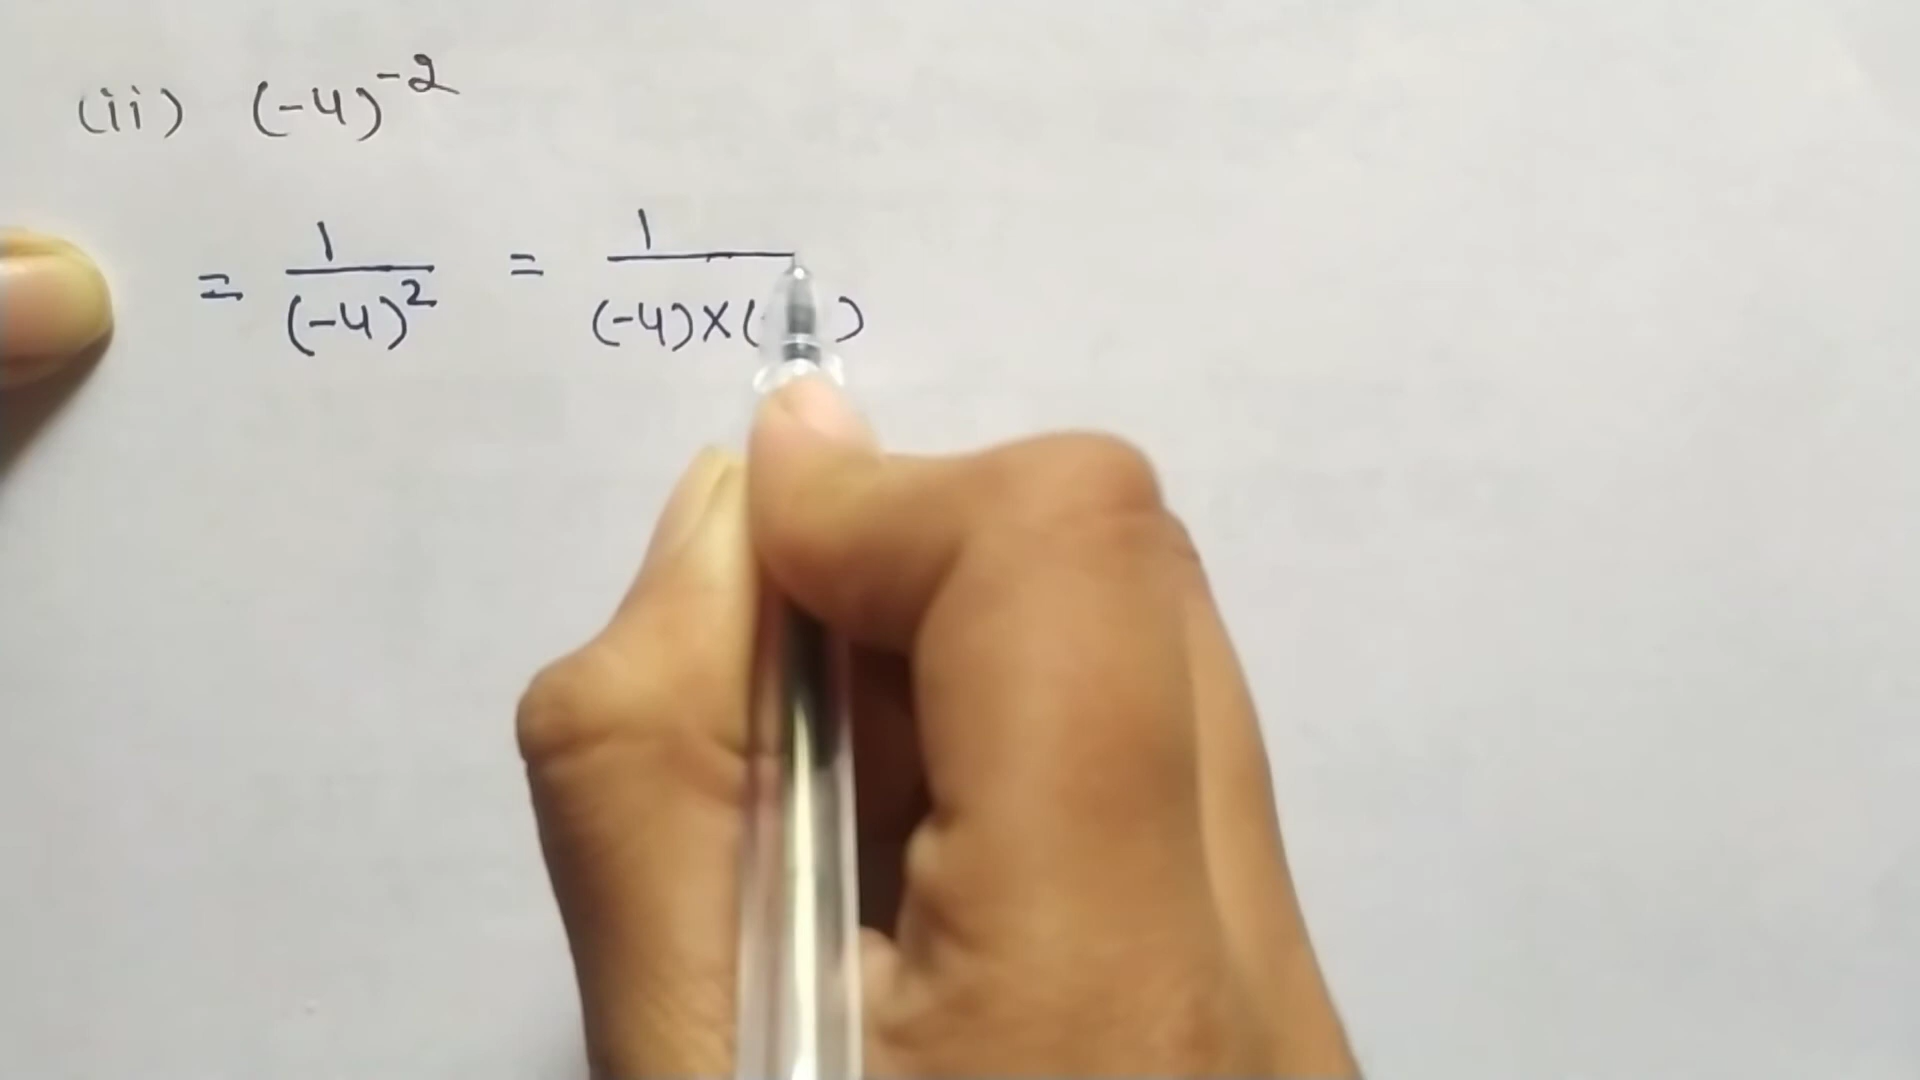 (ii) (-4)⁻²
= 1/(-4)² = 1/(-4)×( )